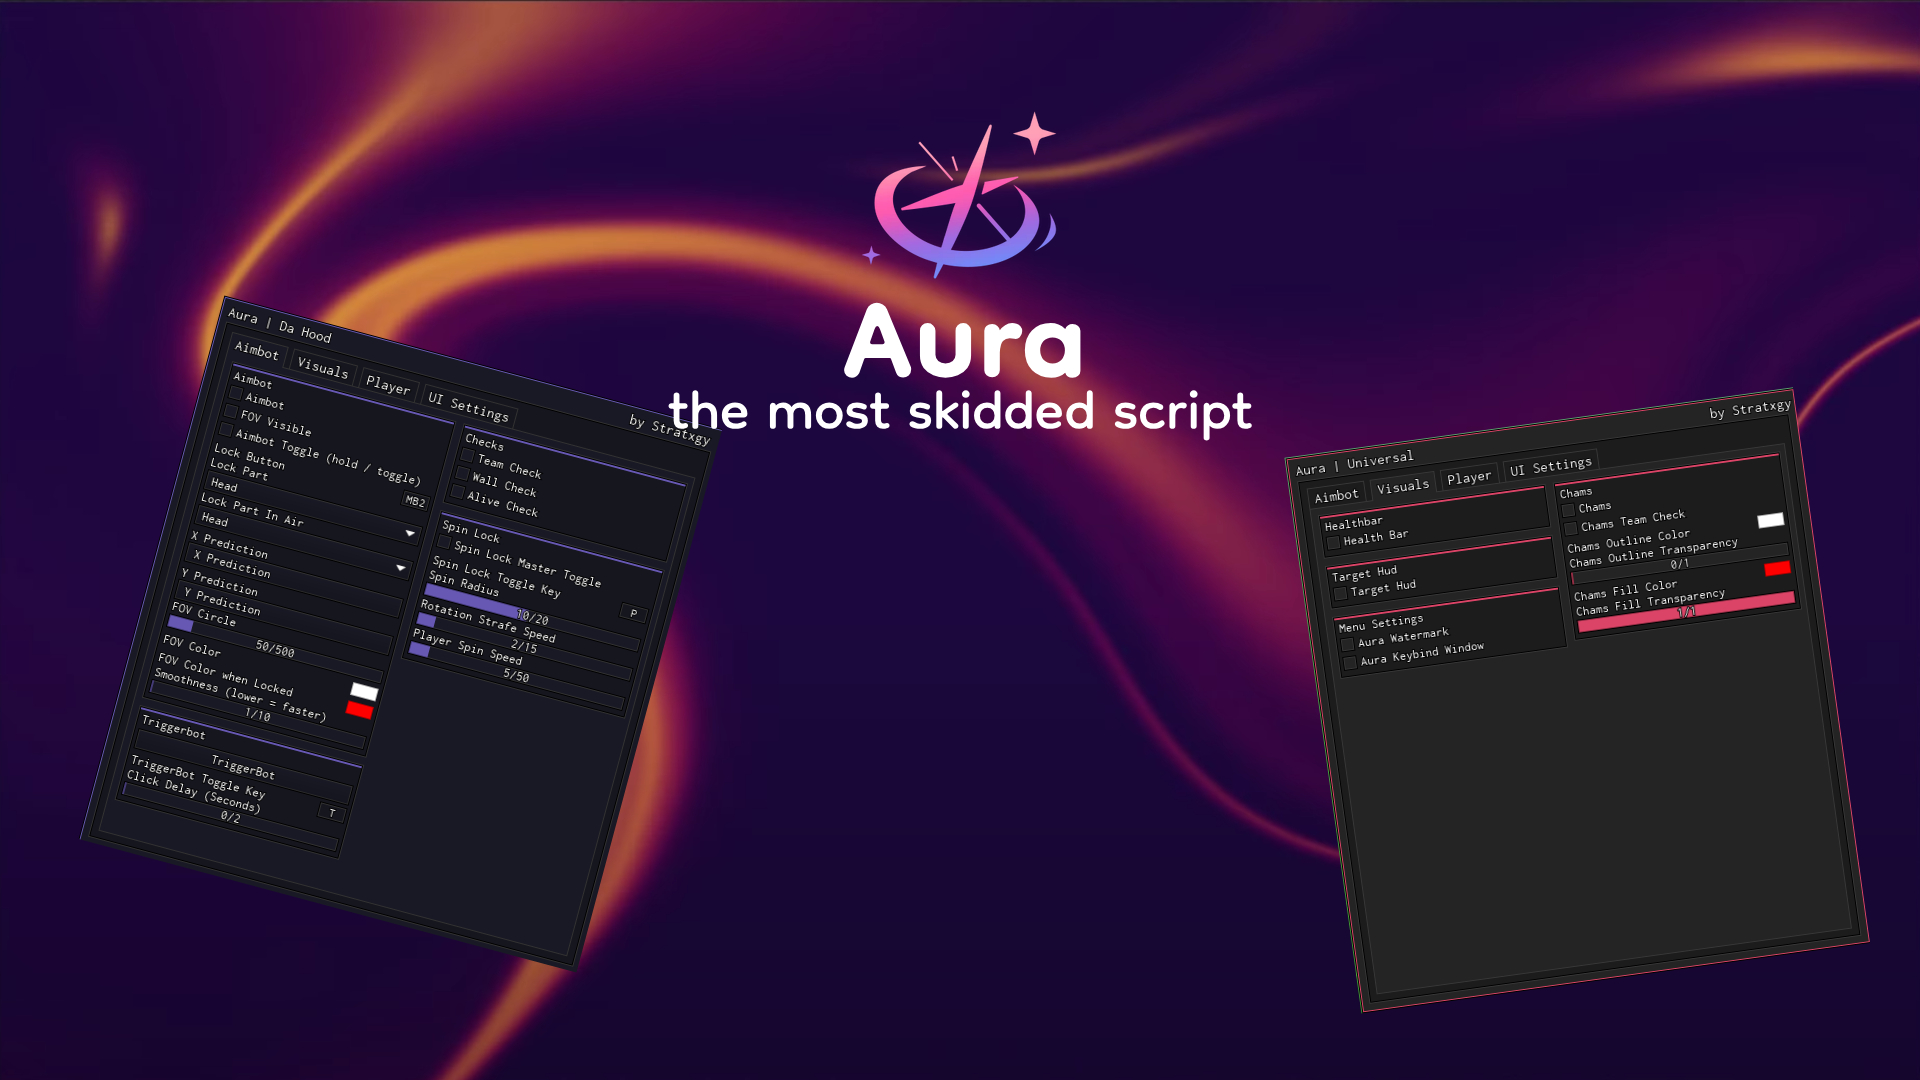 Aura
the most skidded script
Aura | Da Hood
by Stratxgy
Aimbot
Visuals
Player
UI Settings
Aimbot
Aimbot
FOV Visible
Aimbot Toggle (hold / toggle)
Lock Button
MB2
Lock Part
Head
Lock Part In Air
Head
X Prediction
X Prediction
Y Prediction
Y Prediction
FOV Circle
50/500
FOV Color
FOV Color when Locked
Smoothness (lower = faster)
1/10
Triggerbot
TriggerBot
TriggerBot Toggle Key
T
Click Delay (Seconds)
0/2
Checks
Team Check
Wall Check
Alive Check
Spin Lock
Spin Lock Master Toggle
Spin Lock Toggle Key
P
Spin Radius
10/20
Rotation Strafe Speed
2/15
Player Spin Speed
5/50
Aura | Universal
by Stratxgy
Aimbot
Visuals
Player
UI Settings
Healthbar
Health Bar
Target Hud
Target Hud
Menu Settings
Aura Watermark
Aura Keybind Window
Chams
Chams
Chams Team Check
Chams Outline Color
Chams Outline Transparency
0/1
Chams Fill Color
Chams Fill Transparency
1/1